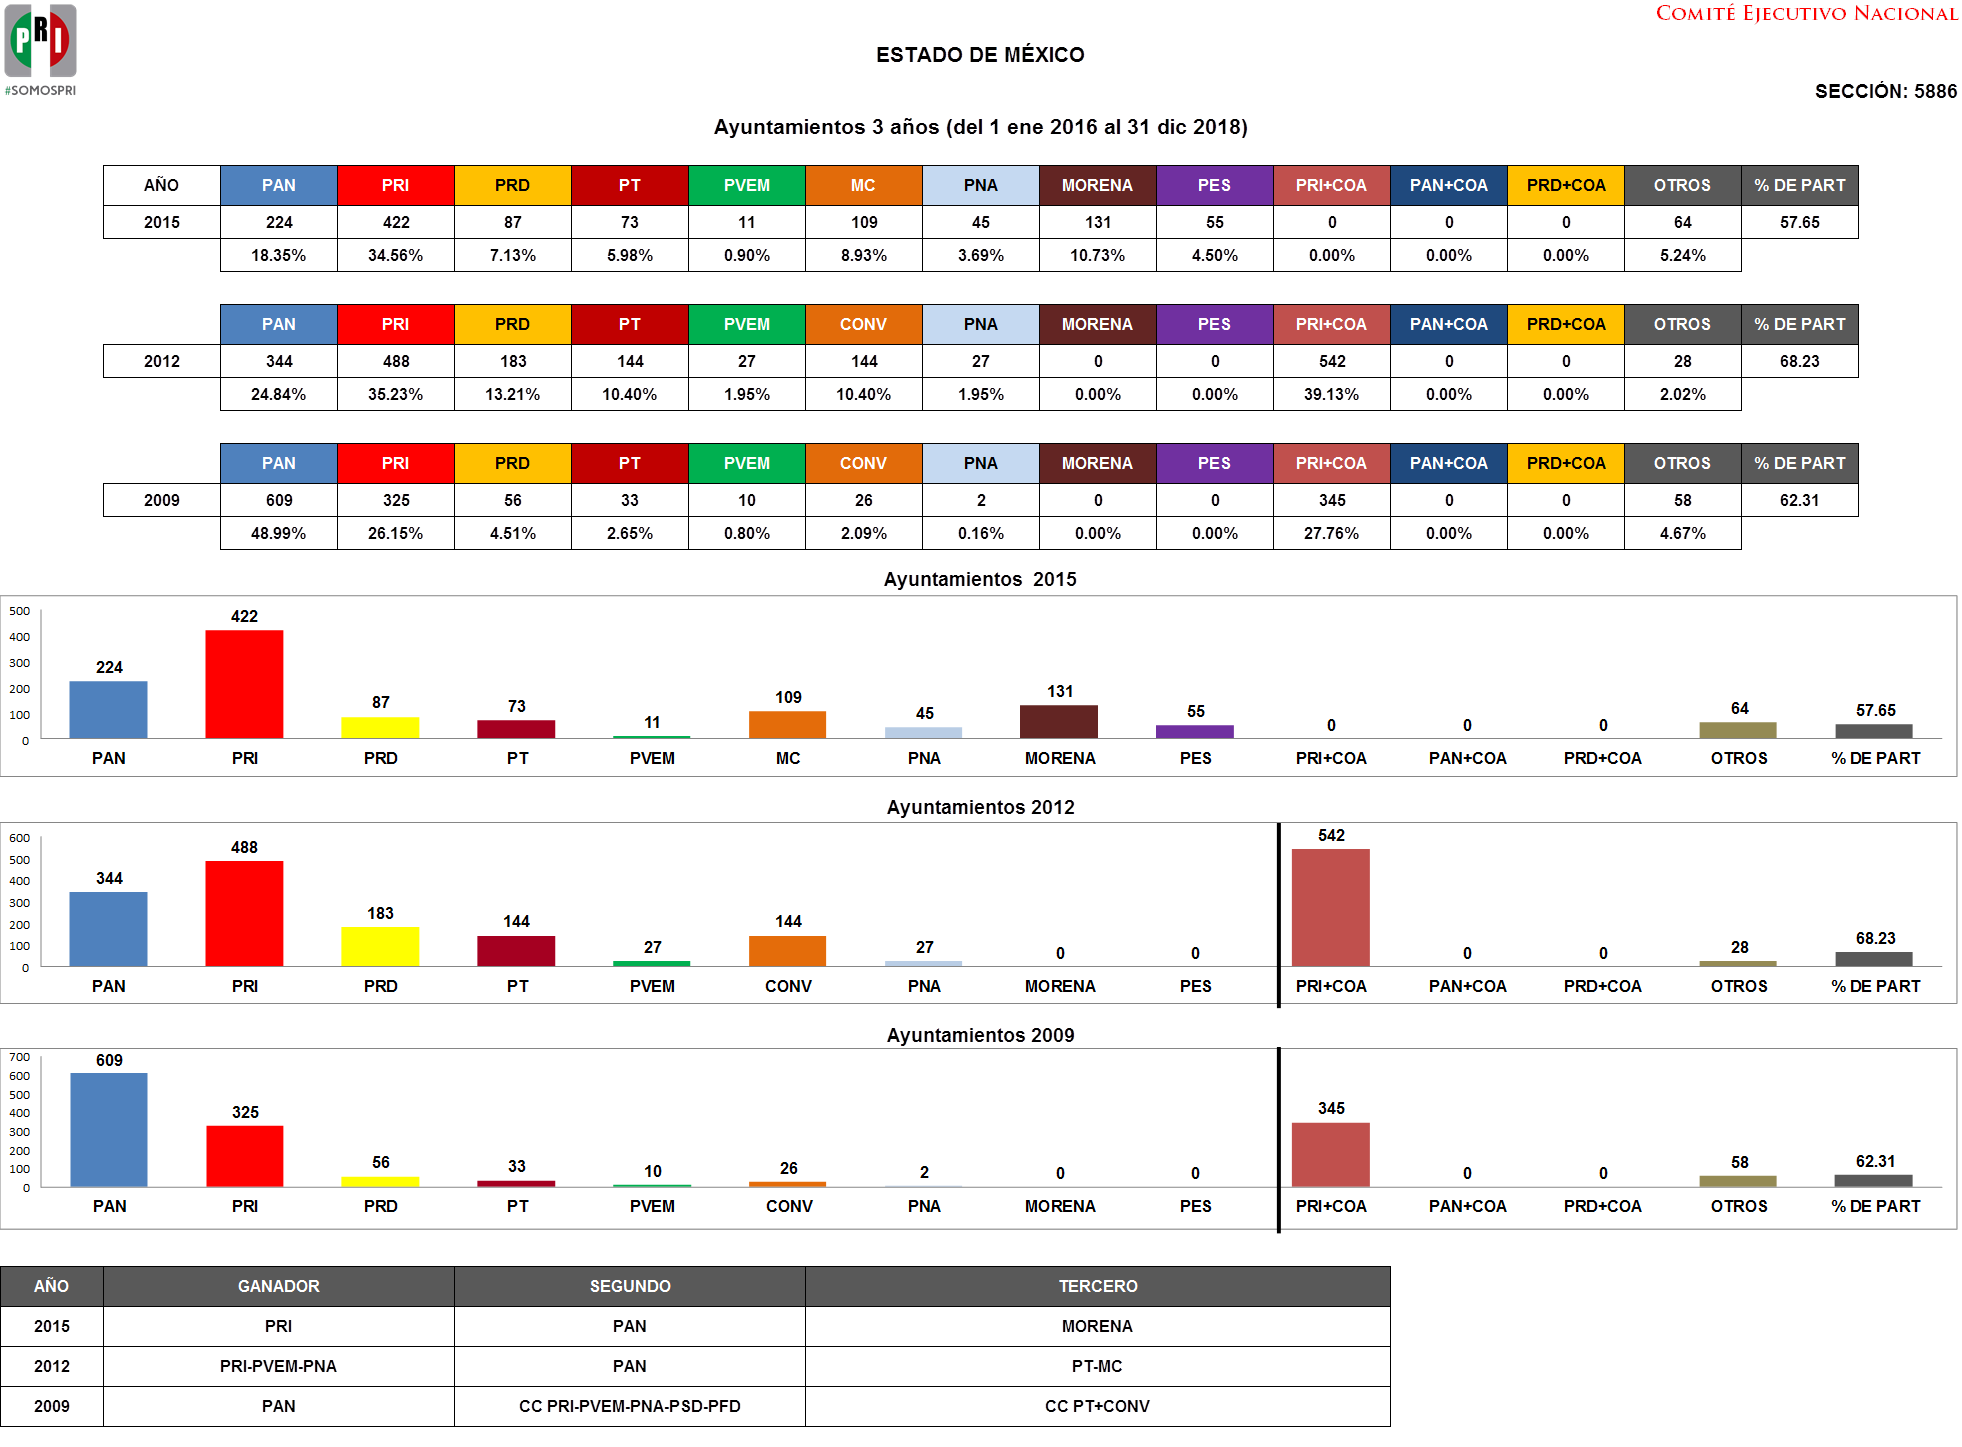 COMITÉ EJECUTIVO NACIONAL
PRI
#SOMOSPRI
ESTADO DE MÉXICO
SECCIÓN: 5886
Ayuntamientos 3 años (del 1 ene 2016 al 31 dic 2018)
AÑO PAN PRI PRD PT PVEM MC PNA MORENA PES PRI+COA PAN+COA PRD+COA OTROS % DE PART
2015 224 422 87 73 11 109 45 131 55 0 0 0 64 57.65
18.35% 34.56% 7.13% 5.98% 0.90% 8.93% 3.69% 10.73% 4.50% 0.00% 0.00% 0.00% 5.24%
PAN PRI PRD PT PVEM CONV PNA MORENA PES PRI+COA PAN+COA PRD+COA OTROS % DE PART
2012 344 488 183 144 27 144 27 0 0 542 0 0 28 68.23
24.84% 35.23% 13.21% 10.40% 1.95% 10.40% 1.95% 0.00% 0.00% 39.13% 0.00% 0.00% 2.02%
PAN PRI PRD PT PVEM CONV PNA MORENA PES PRI+COA PAN+COA PRD+COA OTROS % DE PART
2009 609 325 56 33 10 26 2 0 0 345 0 0 58 62.31
48.99% 26.15% 4.51% 2.65% 0.80% 2.09% 0.16% 0.00% 0.00% 27.76% 0.00% 0.00% 4.67%
Ayuntamientos 2015
500
400
300
200
100
0
224 422 87 73 11 109 45 131 55 0 0 0 64 57.65
PAN PRI PRD PT PVEM MC PNA MORENA PES PRI+COA PAN+COA PRD+COA OTROS % DE PART
Ayuntamientos 2012
600
500
400
300
200
100
0
344 488 183 144 27 144 27 0 0 542 0 0 28 68.23
PAN PRI PRD PT PVEM CONV PNA MORENA PES PRI+COA PAN+COA PRD+COA OTROS % DE PART
Ayuntamientos 2009
700
600
500
400
300
200
100
0
609 325 56 33 10 26 2 0 0 345 0 0 58 62.31
PAN PRI PRD PT PVEM CONV PNA MORENA PES PRI+COA PAN+COA PRD+COA OTROS % DE PART
AÑO GANADOR SEGUNDO TERCERO
2015 PRI PAN MORENA
2012 PRI-PVEM-PNA PAN PT-MC
2009 PAN CC PRI-PVEM-PNA-PSD-PFD CC PT+CONV